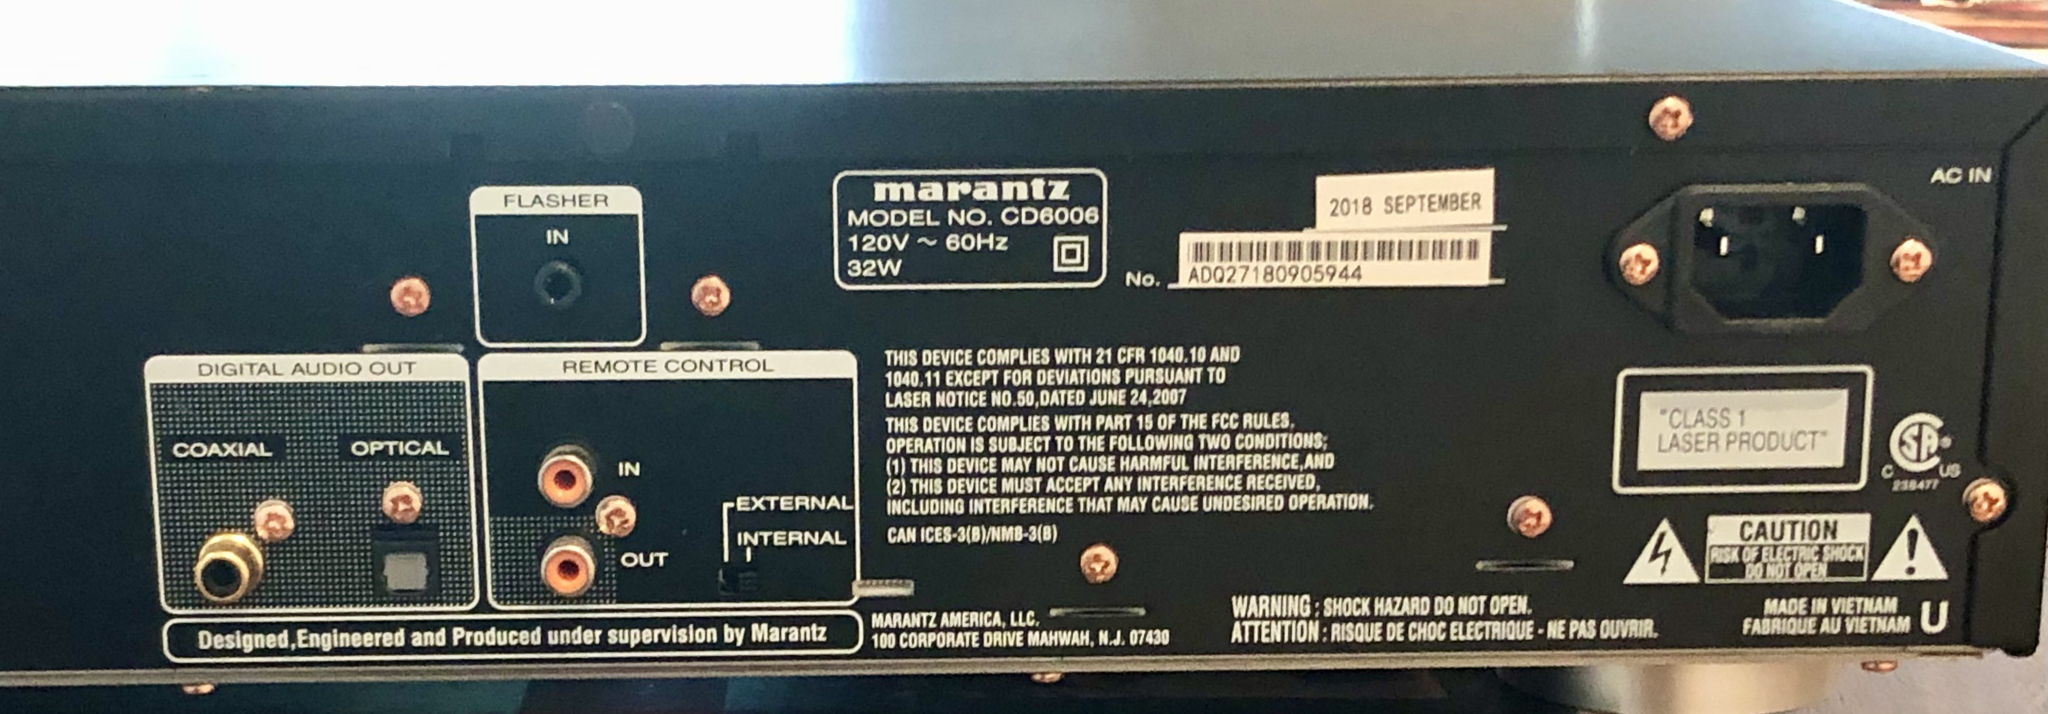 FLASHER
IN
marantz
MODEL NO. CD6006
120V ~ 60Hz
32W
2018 SEPTEMBER
No. ADQ27180905944
AC IN
DIGITAL AUDIO OUT
COAXIAL
OPTICAL
REMOTE CONTROL
IN
OUT
EXTERNAL
INTERNAL
THIS DEVICE COMPLIES WITH 21 CFR 1040.10 AND
1040.11 EXCEPT FOR DEVIATIONS PURSUANT TO
LASER NOTICE NO.50,DATED JUNE 24,2007
THIS DEVICE COMPLIES WITH PART 15 OF THE FCC RULES.
OPERATION IS SUBJECT TO THE FOLLOWING TWO CONDITIONS:
(1) THIS DEVICE MAY NOT CAUSE HARMFUL INTERFERENCE,AND
(2) THIS DEVICE MUST ACCEPT ANY INTERFERENCE RECEIVED,
INCLUDING INTERFERENCE THAT MAY CAUSE UNDESIRED OPERATION.
CAN ICES-3(B)/NMB-3(B)
"CLASS 1
LASER PRODUCT"
SA
C US
238477
CAUTION
RISK OF ELECTRIC SHOCK
DO NOT OPEN
Designed,Engineered and Produced under supervision by Marantz
MARANTZ AMERICA, LLC.
100 CORPORATE DRIVE MAHWAH, N.J. 07430
WARNING : SHOCK HAZARD DO NOT OPEN.
ATTENTION : RISQUE DE CHOC ELECTRIQUE - NE PAS OUVRIR.
MADE IN VIETNAM
FABRIQUE AU VIETNAM
U